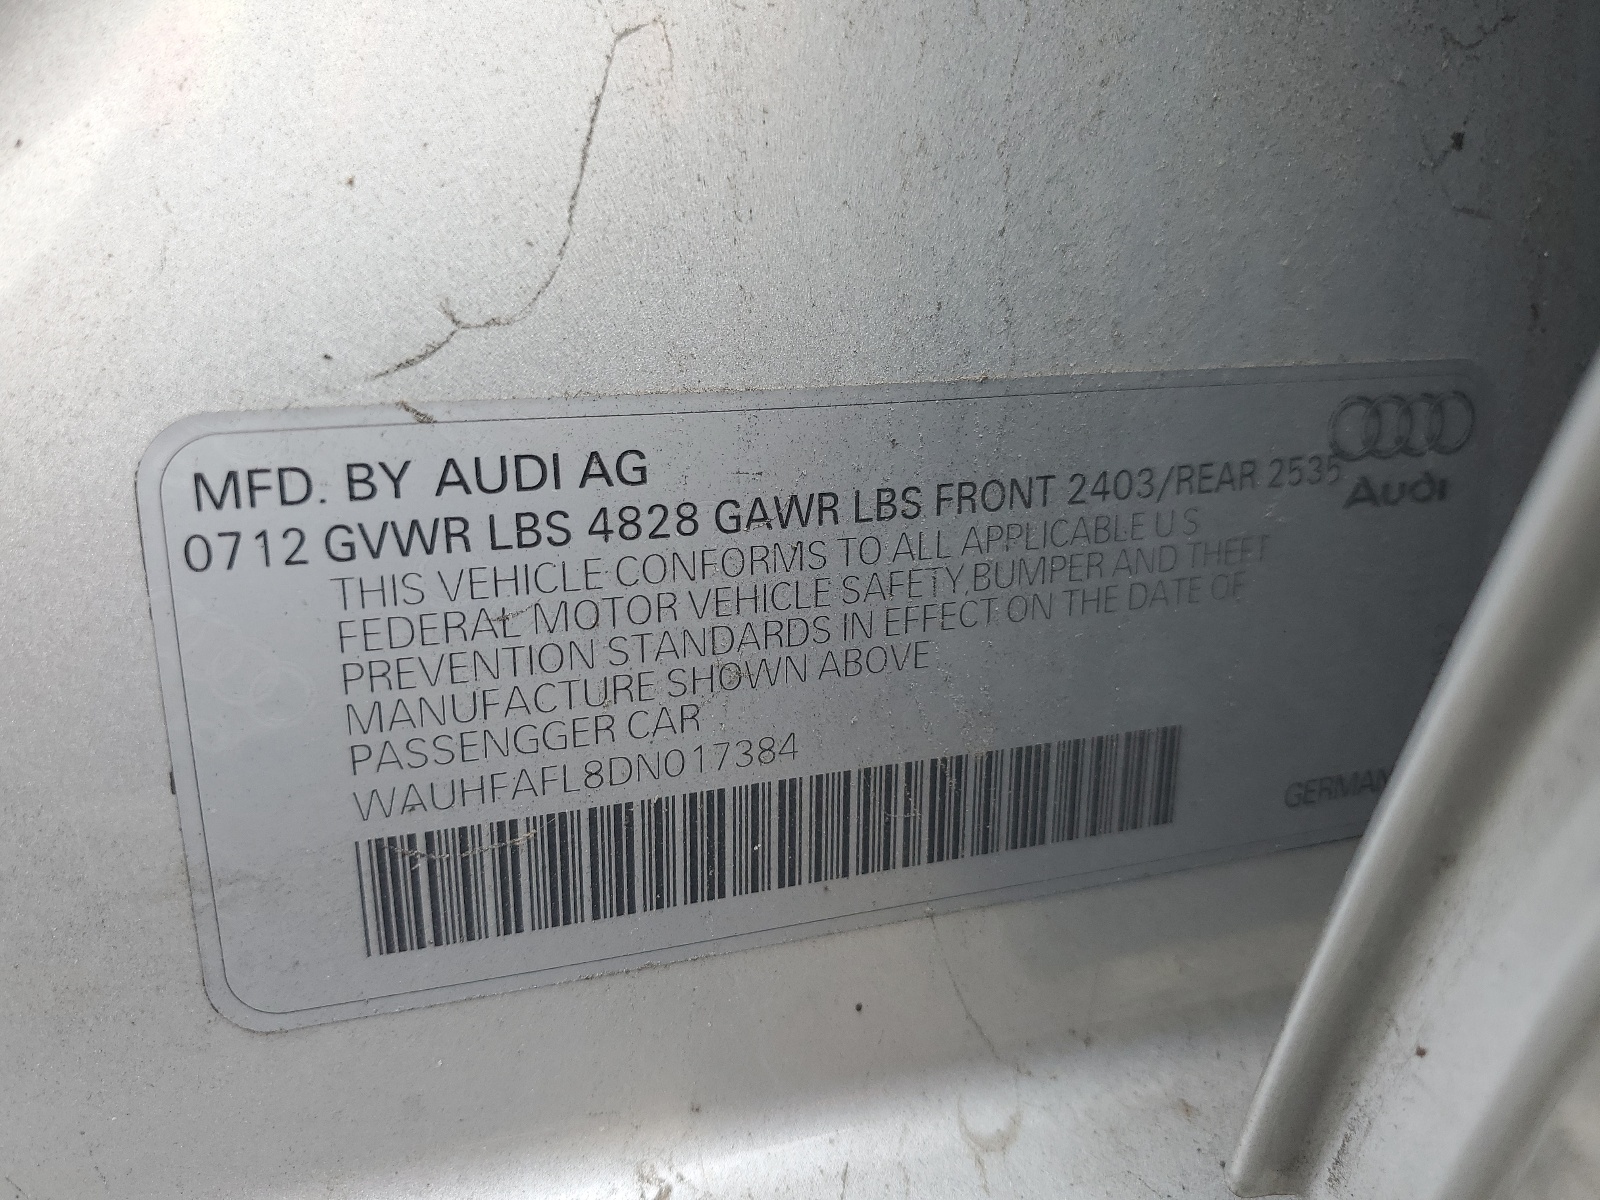 MFD. BY AUDI AG
0712 GVWR LBS 4828 GAWR LBS FRONT 2403/REAR 2535
Audi
THIS VEHICLE CONFORMS TO ALL APPLICABLE U S
FEDERAL MOTOR VEHICLE SAFETY, BUMPER AND THEFT
PREVENTION STANDARDS IN EFFECT ON THE DATE OF
MANUFACTURE SHOWN ABOVE
PASSENGGER CAR
WAUHFAFL8DN017384
GERMAN